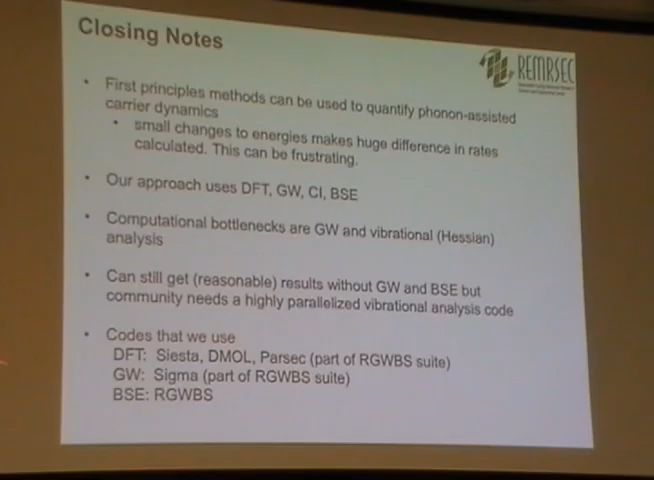 Closing Notes
REMRSEC
• First principles methods can be used to quantify phonon-assisted
carrier dynamics
• small changes to energies makes huge difference in rates
calculated. This can be frustrating.
• Our approach uses DFT, GW, CI, BSE
• Computational bottlenecks are GW and vibrational (Hessian)
analysis
• Can still get (reasonable) results without GW and BSE but
community needs a highly parallelized vibrational analysis code
• Codes that we use
DFT: Siesta, DMOL, Parsec (part of RGWBS suite)
GW: Sigma (part of RGWBS suite)
BSE: RGWBS